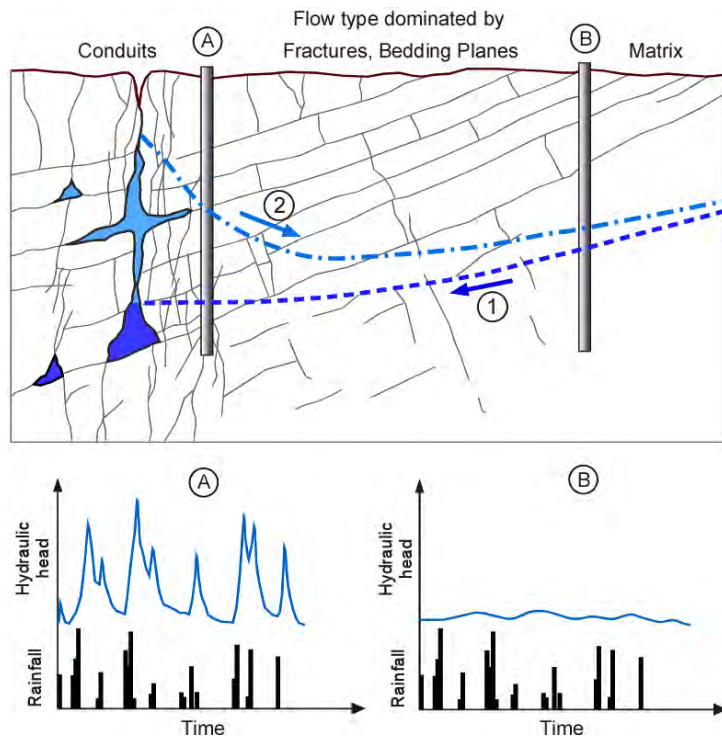 Flow type dominated by
Conduits
A
Fractures, Bedding Planes
B
Matrix
2
1
A
B
Hydraulic
head
Rainfall
Time
Hydraulic
head
Rainfall
Time